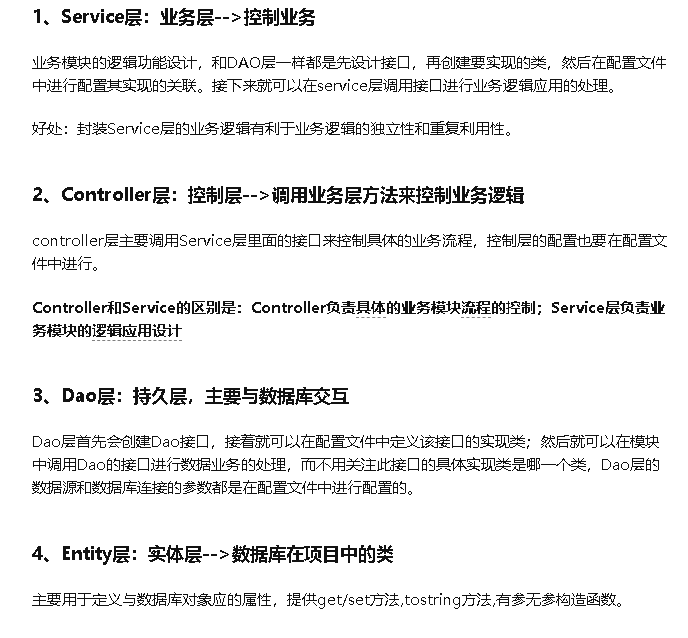 1、Service层：业务层-->控制业务
业务模块的逻辑功能设计，和DAO层一样都是先设计接口，再创建要实现的类，然后在配置文件
中进行配置其实现的关联。接下来就可以在service层调用接口进行业务逻辑应用的处理。
好处：封装Service层的业务逻辑有利于业务逻辑的独立性和重复利用性。
2、Controller层：控制层-->调用业务层方法来控制业务逻辑
controller层主要调用Service层里面的接口来控制具体的业务流程，控制层的配置也要在配置文
件中进行。
Controller和Service的区别是：Controller负责具体的业务模块流程的控制；Service层负责业
务模块的逻辑应用设计
3、Dao层：持久层，主要与数据库交互
Dao层首先会创建Dao接口，接着就可以在配置文件中定义该接口的实现类；然后就可以在模块
中调用Dao的接口进行数据业务的处理，而不用关注此接口的具体实现类是哪一个类，Dao层的
数据源和数据库连接的参数都是在配置文件中进行配置的。
4、Entity层：实体层-->数据库在项目中的类
主要用于定义与数据库对象应的属性，提供get/set方法,tostring方法,有参无参构造函数。